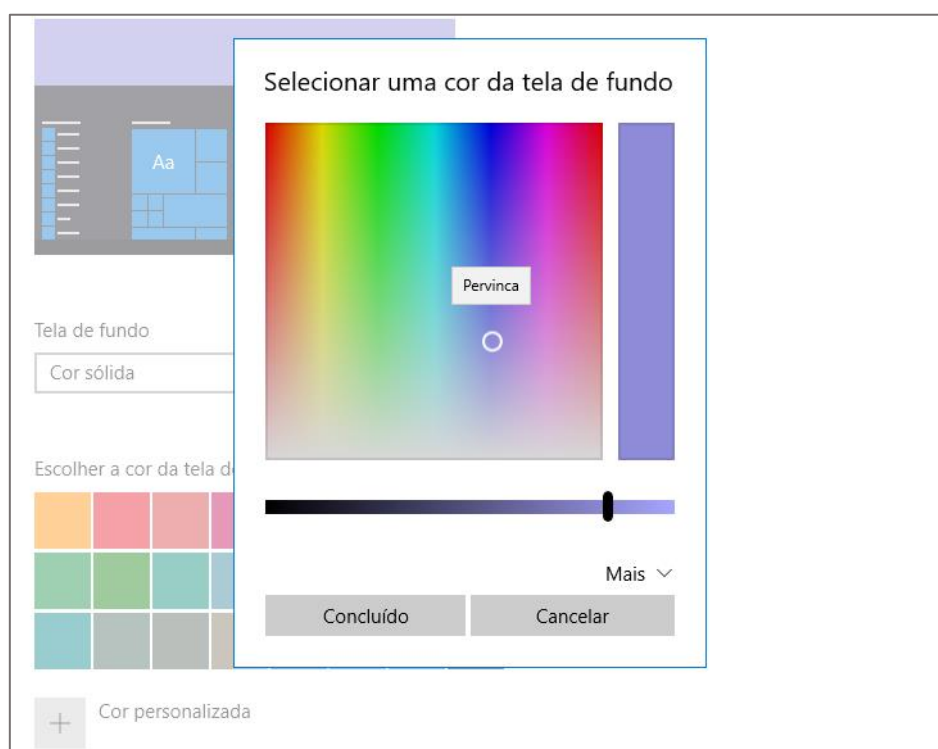 Selecionar uma cor da tela de fundo
Aa
Pervinca
Tela de fundo
Cor sólida
Escolher a cor da tela
Mais
Concluído
Cancelar
Cor personalizada